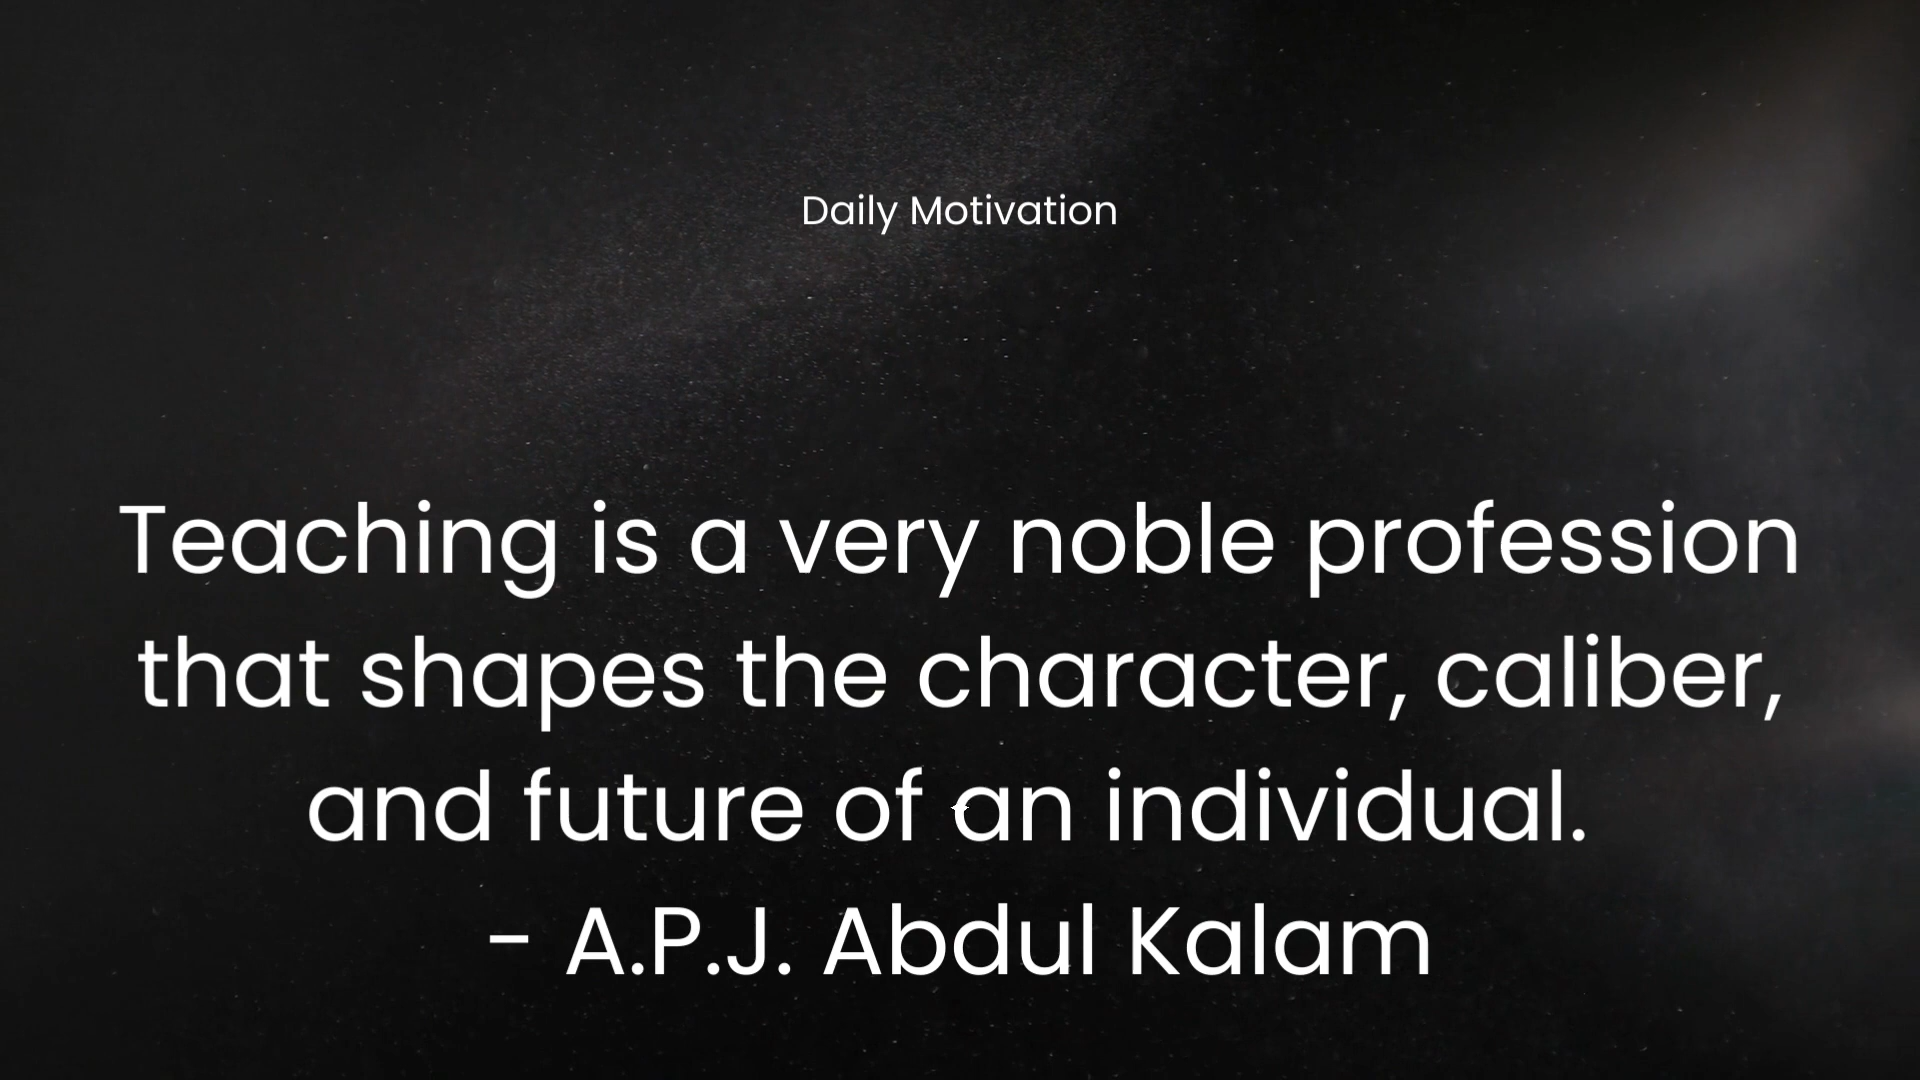 Daily Motivation
Teaching is a very noble profession
that shapes the character, caliber,
and future of an individual.
- A.P.J. Abdul Kalam